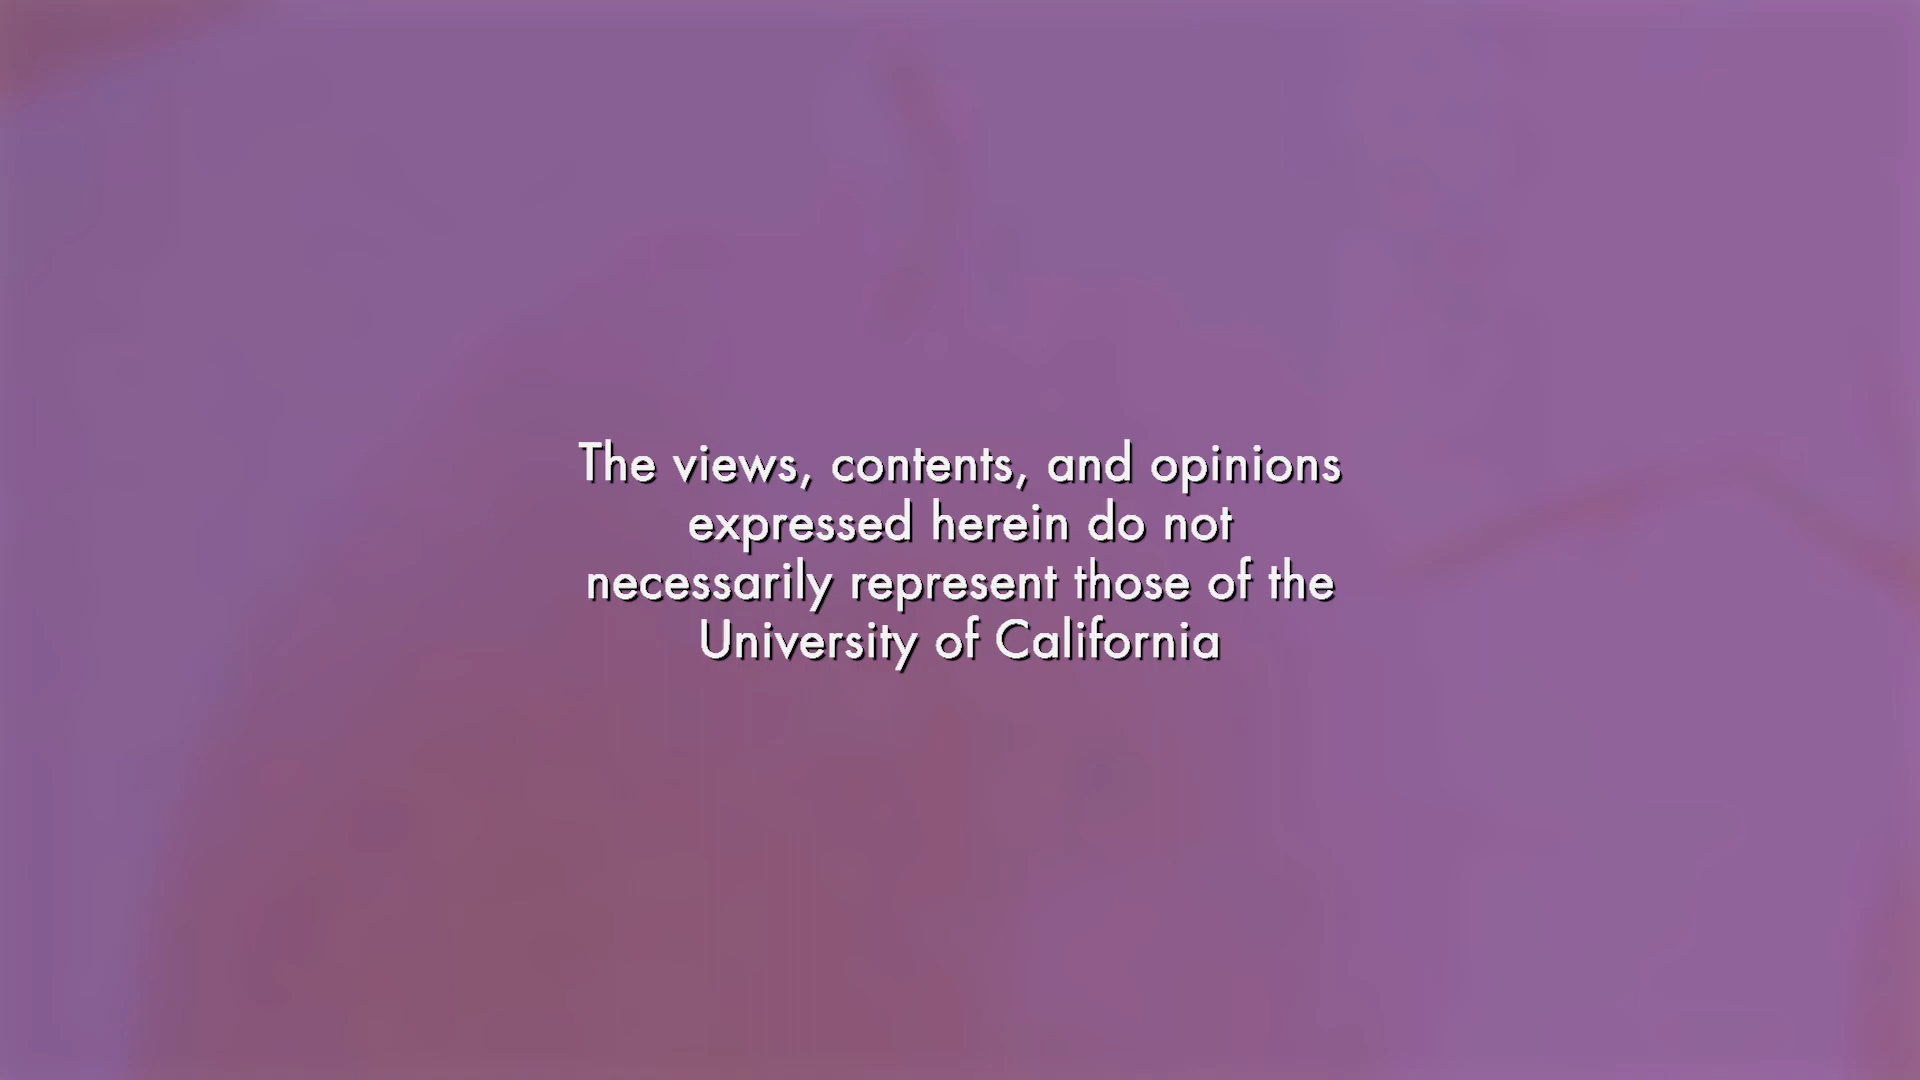 The views, contents, and opinions
expressed herein do not
necessarily represent those of the
University of California